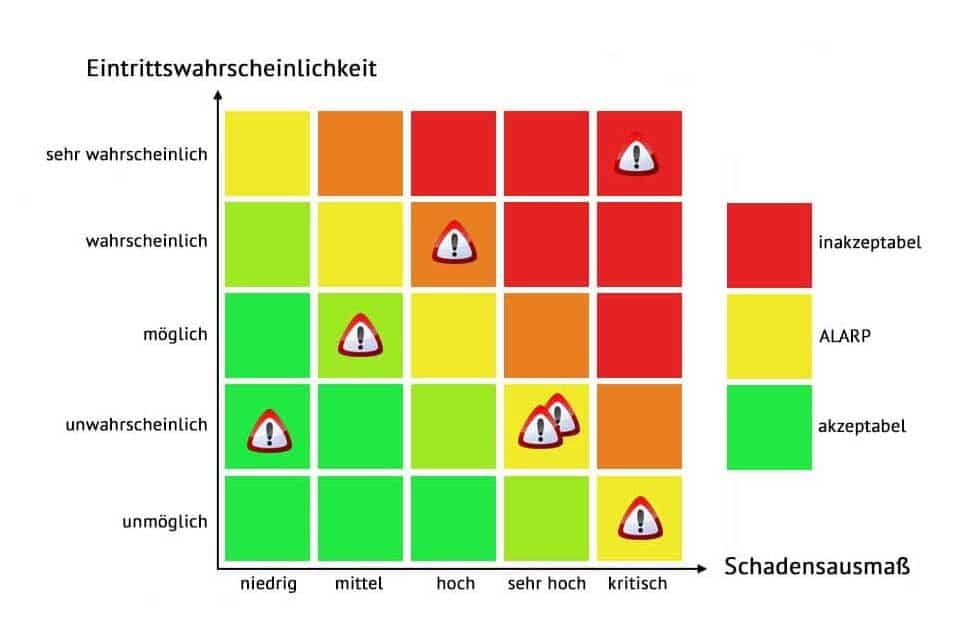 Eintrittswahrscheinlichkeit
sehr wahrscheinlich
wahrscheinlich
möglich
unwahrscheinlich
unmöglich
niedrig mittel hoch sehr hoch kritisch
Schadensausmaß
inakzeptabel
ALARP
akzeptabel